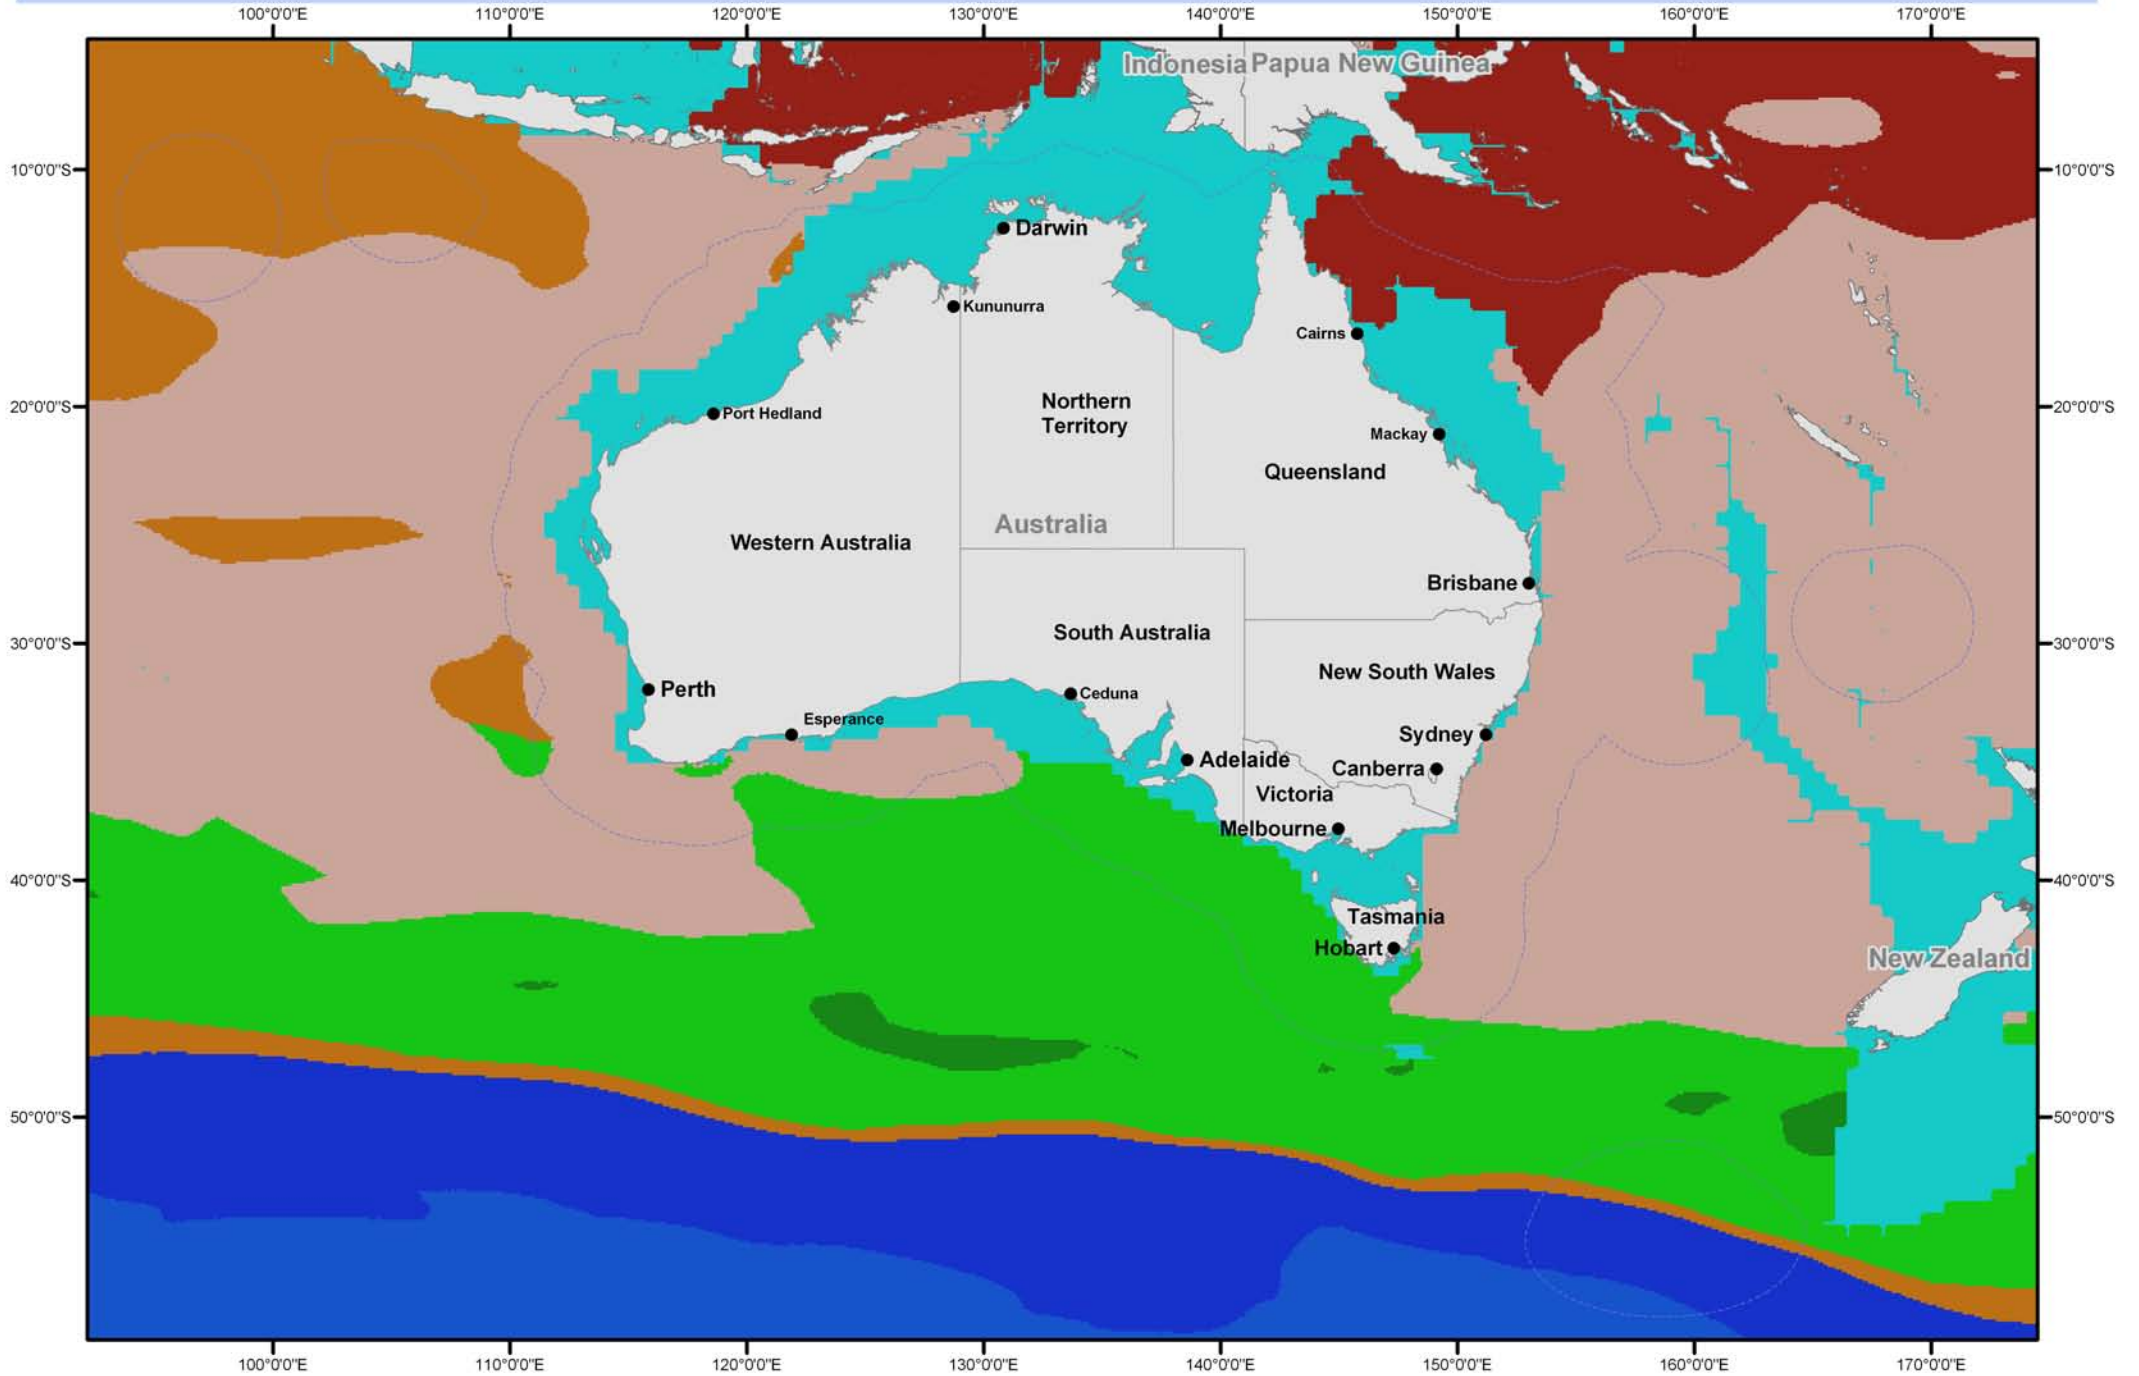 100°0'0"E 110°0'0"E 120°0'0"E 130°0'0"E 140°0'0"E 150°0'0"E 160°0'0"E 170°0'0"E
Indonesia Papua New Guinea
10°0'0"S 10°0'0"S
Darwin
Kununurra
Cairns
20°0'0"S 20°0'0"S
Northern
Territory
Port Hedland
Mackay
Queensland
Australia
Western Australia
Brisbane
South Australia
30°0'0"S 30°0'0"S
New South Wales
Perth
Ceduna
Esperance
Sydney
Adelaide
Canberra
Victoria
Melbourne
40°0'0"S 40°0'0"S
Tasmania
Hobart
New Zealand
50°0'0"S 50°0'0"S
100°0'0"E 110°0'0"E 120°0'0"E 130°0'0"E 140°0'0"E 150°0'0"E 160°0'0"E 170°0'0"E